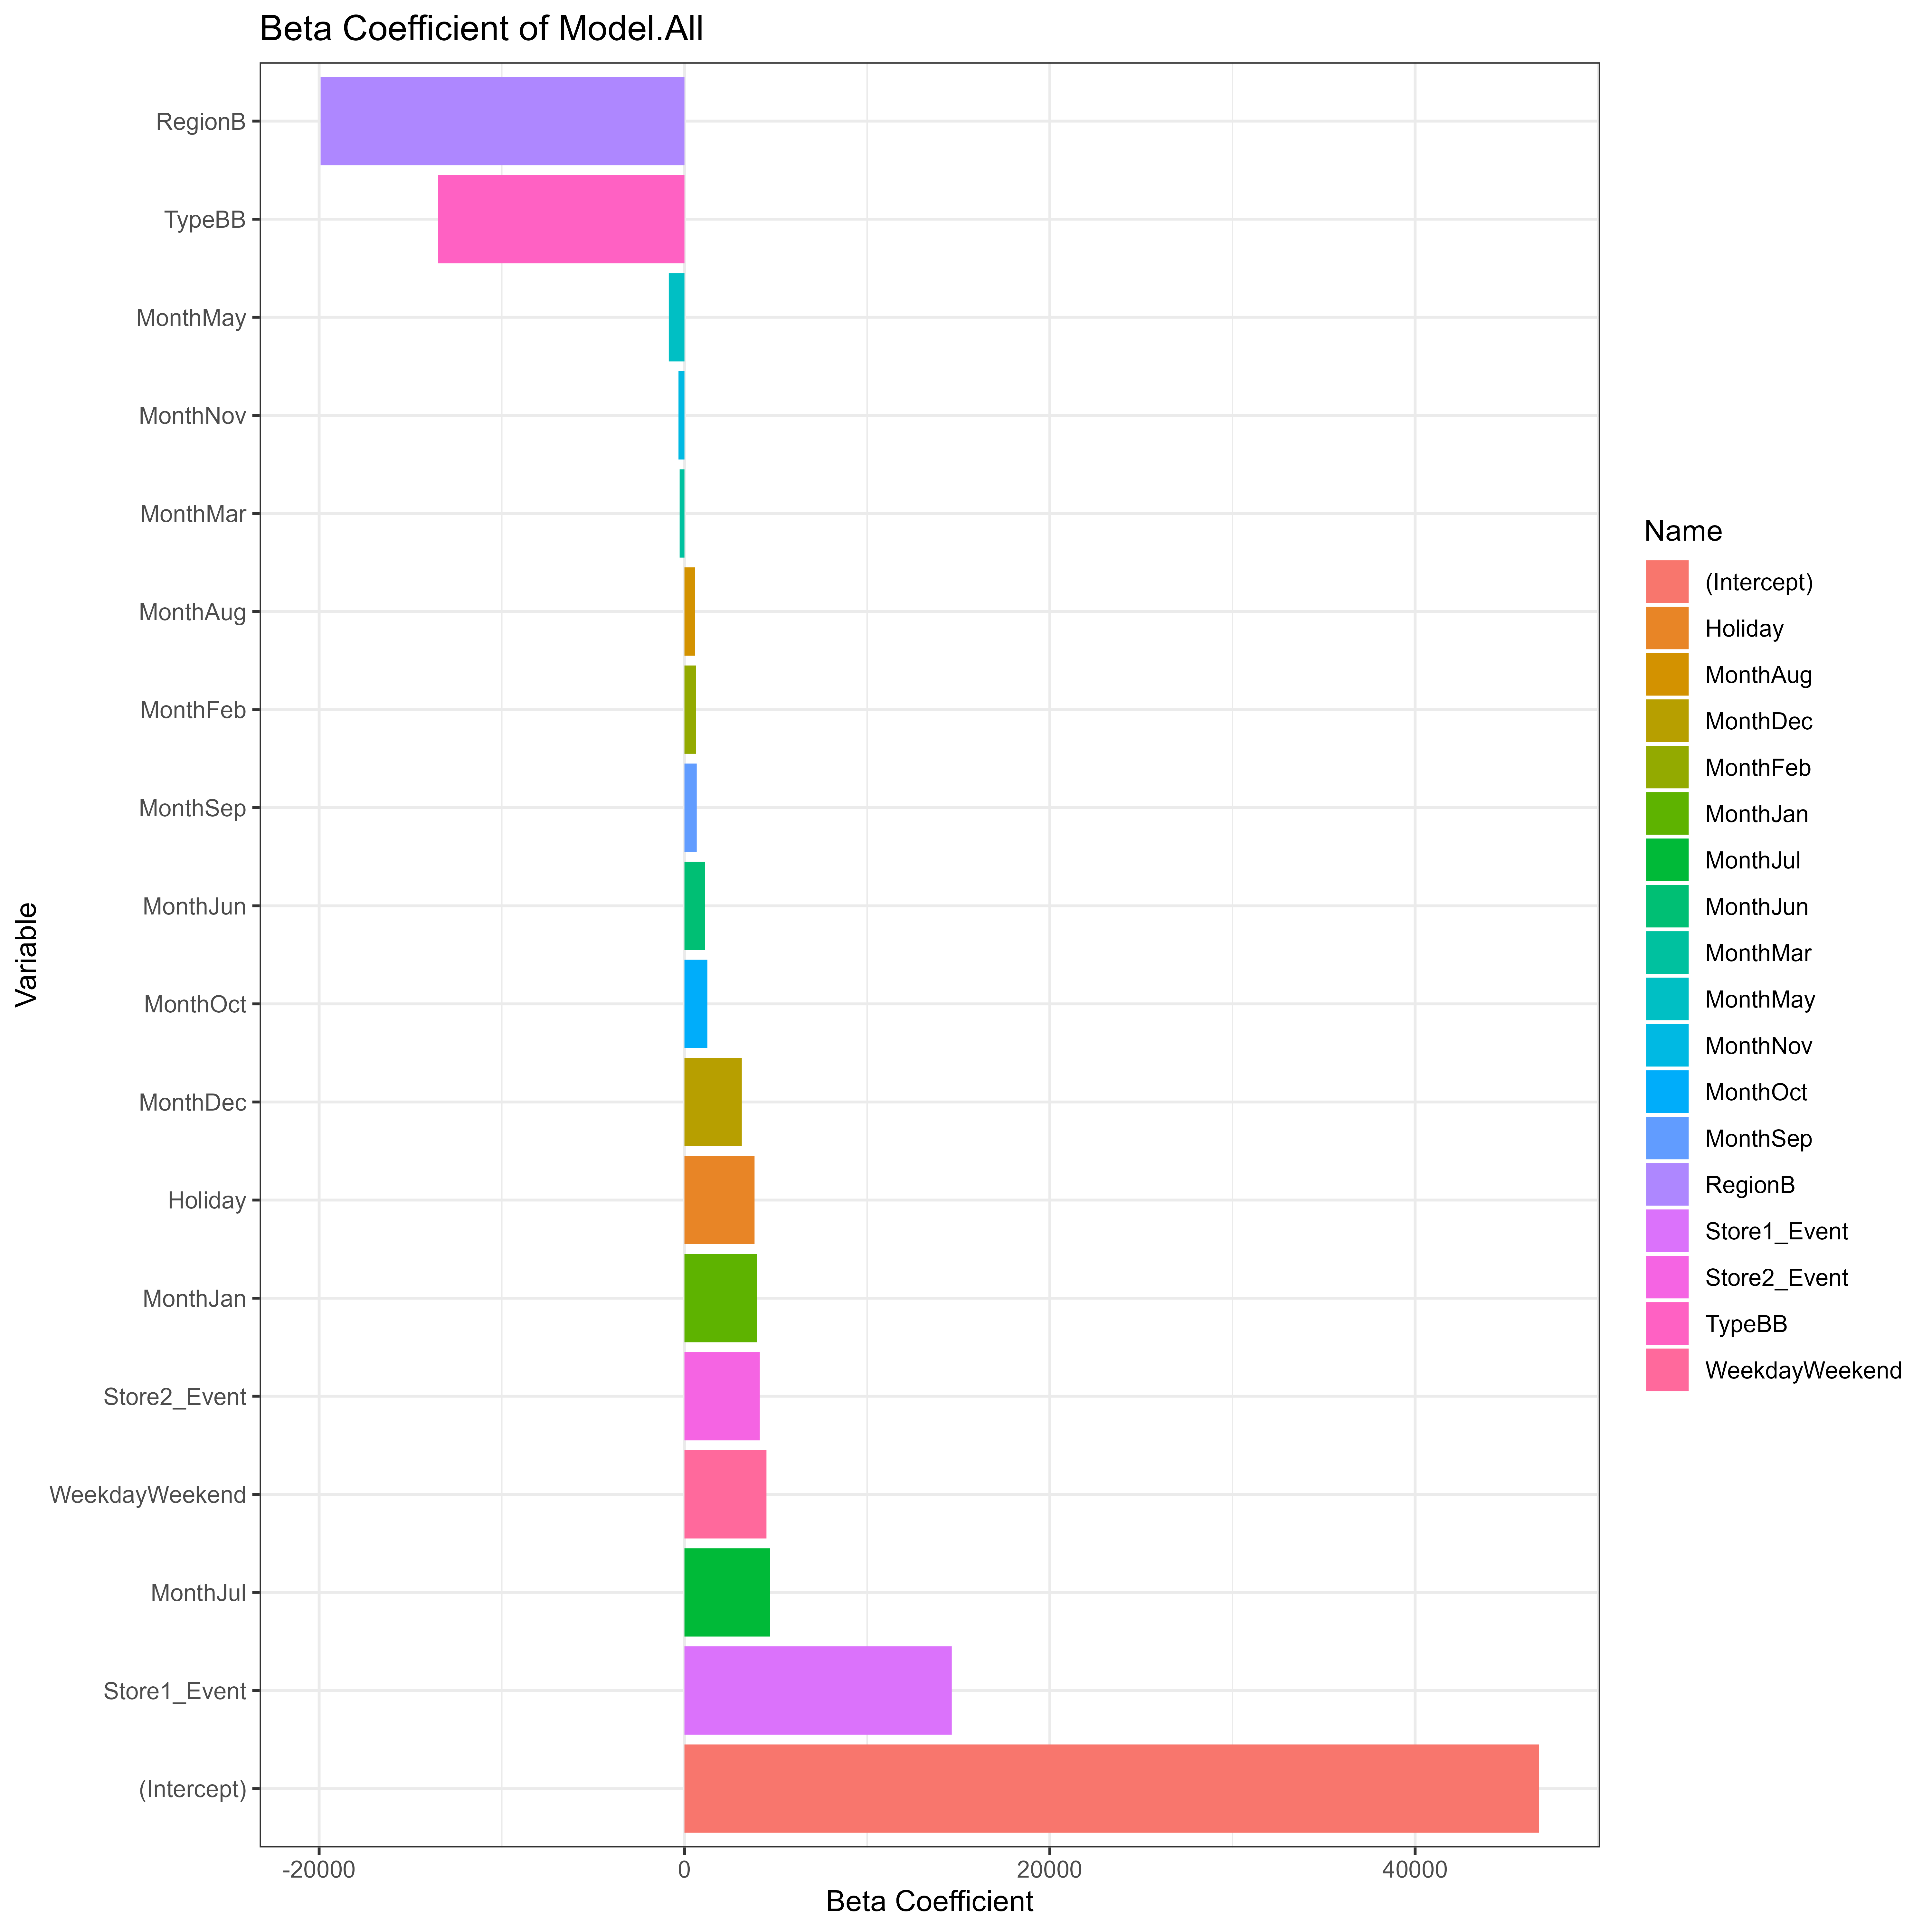 Beta Coefficient of Model.All
Variable
RegionB
TypeBB
MonthMay
MonthNov
MonthMar
MonthAug
MonthFeb
MonthSep
MonthJun
MonthOct
MonthDec
Holiday
MonthJan
Store2_Event
WeekdayWeekend
MonthJul
Store1_Event
(Intercept)
-20000 0 20000 40000
Beta Coefficient
Name
(Intercept)
Holiday
MonthAug
MonthDec
MonthFeb
MonthJan
MonthJul
MonthJun
MonthMar
MonthMay
MonthNov
MonthOct
MonthSep
RegionB
Store1_Event
Store2_Event
TypeBB
WeekdayWeekend